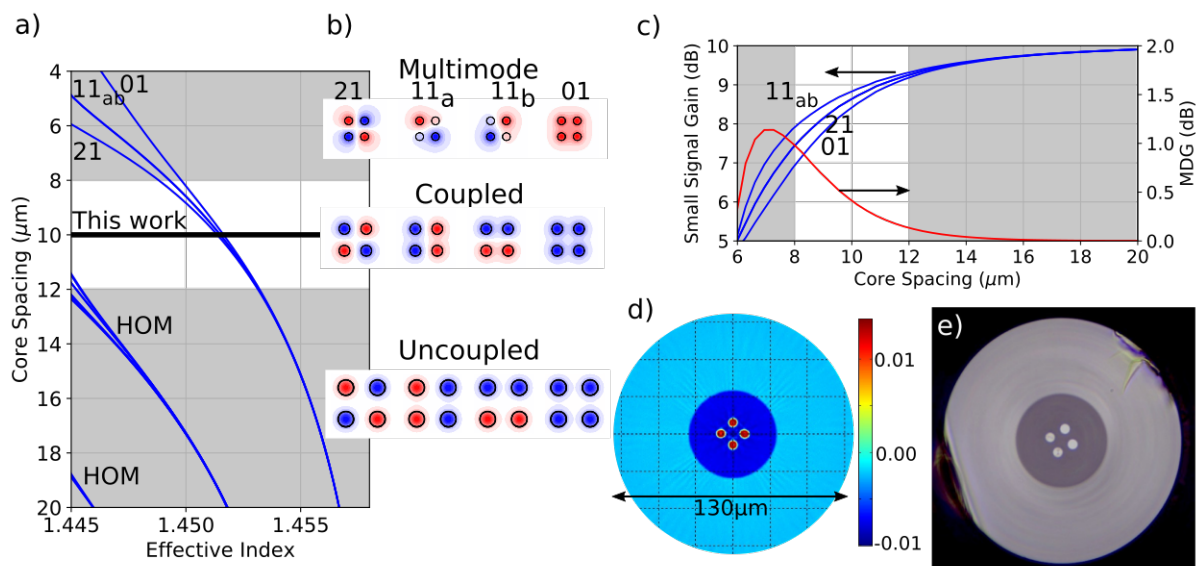 a)
4
6
8
10
12
14
16
18
20
Core Spacing (μm)
11ab 01
21
This work
HOM
HOM
1.445 1.450 1.455
Effective Index
b)
Multimode
21 11a 11b 01
Coupled
Uncoupled
c)
10
9
8
7
6
5
Small Signal Gain (dB)
11ab
21
01
2.0
1.5
1.0
0.5
0.0
MDG (dB)
6 8 10 12 14 16 18 20
Core Spacing (μm)
d)
130μm
0.01
0.00
-0.01
e)